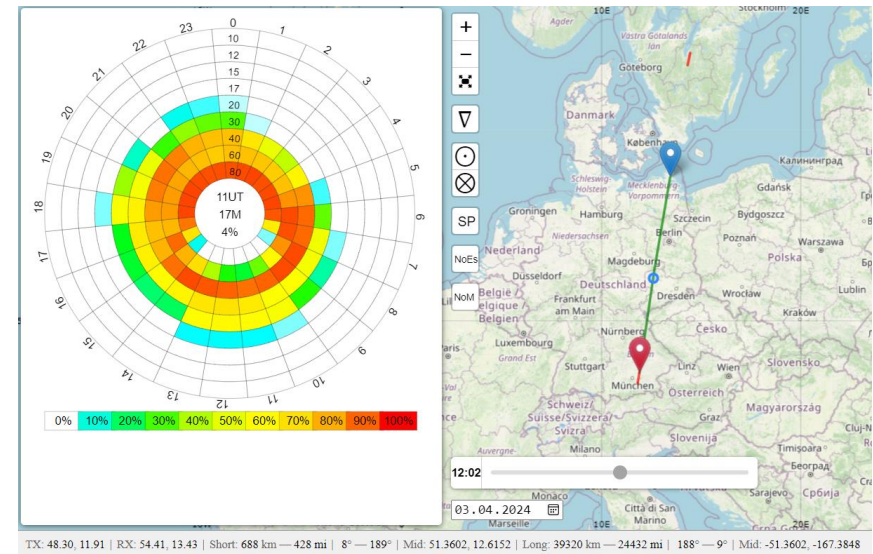 0
1
2
3
4
5
6
7
8
9
10
11
12
13
14
15
16
17
18
19
20
21
22
23
10
12
15
17
20
30
40
60
80
11UT
17M
4%
0% 10% 20% 30% 40% 50% 60% 70% 80% 90% 100%
+
−
SP
NoEs
NoM
10E
Stockholm
20E
Agder
Västra Götalands
län
Göteborg
Danmark
Københa
Калининград
Schleswig-
Holstein
Mecklenburg-
Vorpommern
Gdańsk
Groningen
Hamburg
Szczecin
Bydgoszcz
Niedersachsen
Berlin
Poznań
Warszawa
Nederland
Magdeburg
Polska
Düsseldorf
Deutschland
Lublin
België
elgique /
Belgien
Frankfurt
am Main
Dresden
Wrocław
Kraków
Nürnberg
Česko
Luxembourg
Paris
Grand Est
Stuttgart
Linz
Wien
Slovensko
München
Österreich
Schweiz/
Suisse/Svizzera/
Svizra
Graz
Magyarország
Cluj-N
Slovenija
Auvergne-
Milano
Timișoara
12:02
Београд
Monaco
Sarajevo
Србија
03.04.2024
Città di San
Marino
Marseille
10E
20E
TX: 48.30, 11.91 | RX: 54.41, 13.43 | Short: 688 km — 428 mi | 8° — 189° | Mid: 51.3602, 12.6152 | Long: 39320 km — 24432 mi | 188° — 9° | Mid: -51.3602, -167.3848